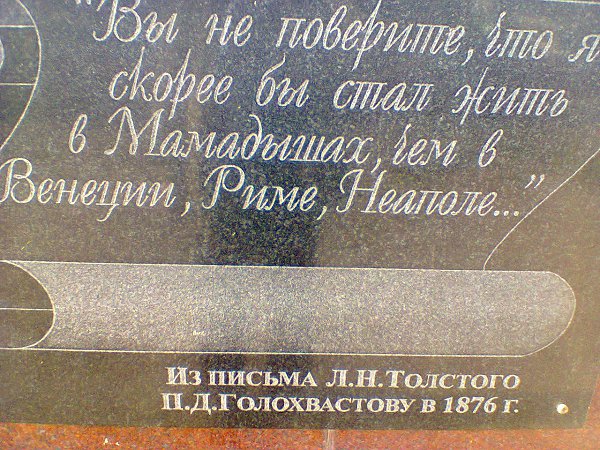 "Вы не поверите, что я
скорее бы стал жить
в Мамадышах, чем в
Венеции, Риме, Неаполе..."
Из письма Л.Н.Толстого
П.Д.Голохвастову в 1876 г.